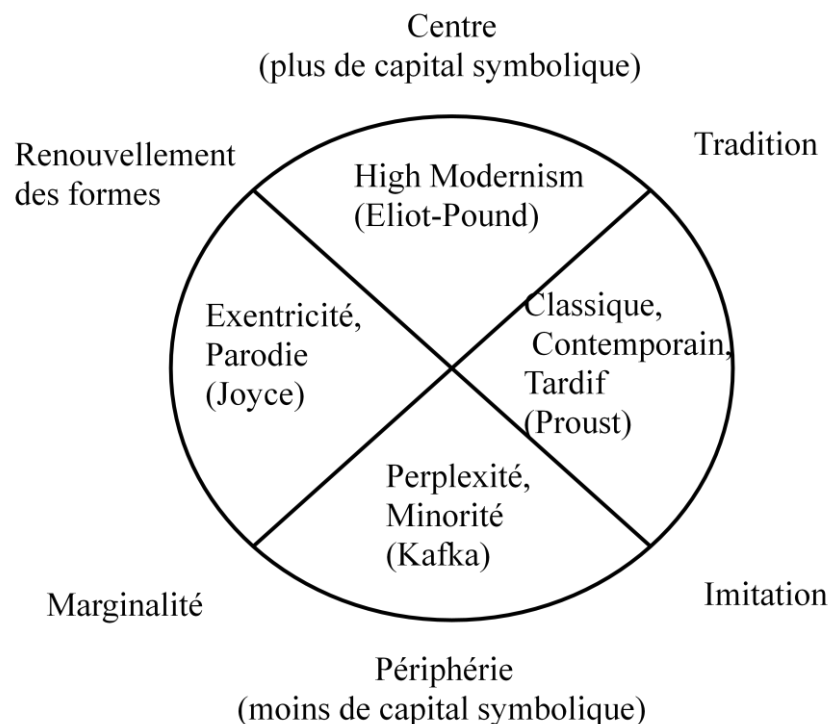 Centre
(plus de capital symbolique)
Renouvellement
des formes
Tradition
High Modernism
(Eliot-Pound)
Exentricité,
Parodie
(Joyce)
Classique,
Contemporain,
Tardif
(Proust)
Perplexité,
Minorité
(Kafka)
Marginalité
Imitation
Périphérie
(moins de capital symbolique)